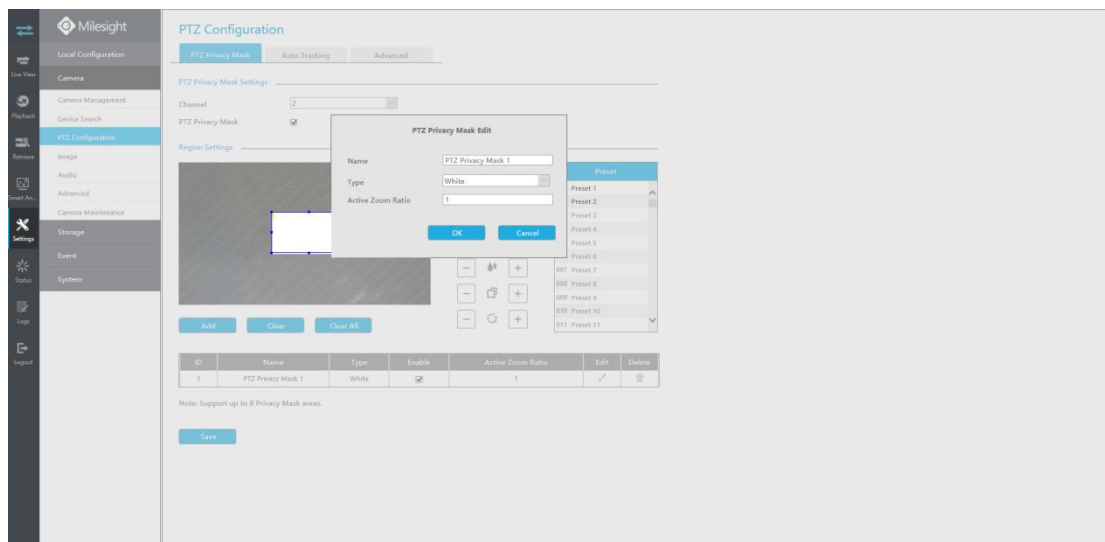 Milesight
Live View
Playback
Retrieve
Smart An...
Settings
Status
Logs
Logout
Local Configuration
Camera
Camera Management
Device Search
PTZ Configuration
Image
Audio
Advanced
Camera Maintenance
Storage
Event
System
PTZ Configuration
PTZ Privacy Mask Auto Tracking Advanced
PTZ Privacy Mask Settings
Channel 2
PTZ Privacy Mask
Region Settings
PTZ Privacy Mask Edit
Name PTZ Privacy Mask 1
Type White
Active Zoom Ratio 1
OK Cancel
Preset
Preset 1
Preset 2
Preset 3
Preset 4
Preset 5
Preset 6
007 Preset 7
008 Preset 8
009 Preset 9
010 Preset 10
011 Preset 11
Add Clear Clear All
ID Name Type Enable Active Zoom Ratio Edit Delete
1 PTZ Privacy Mask 1 White 1
Note: Support up to 8 Privacy Mask areas.
Save